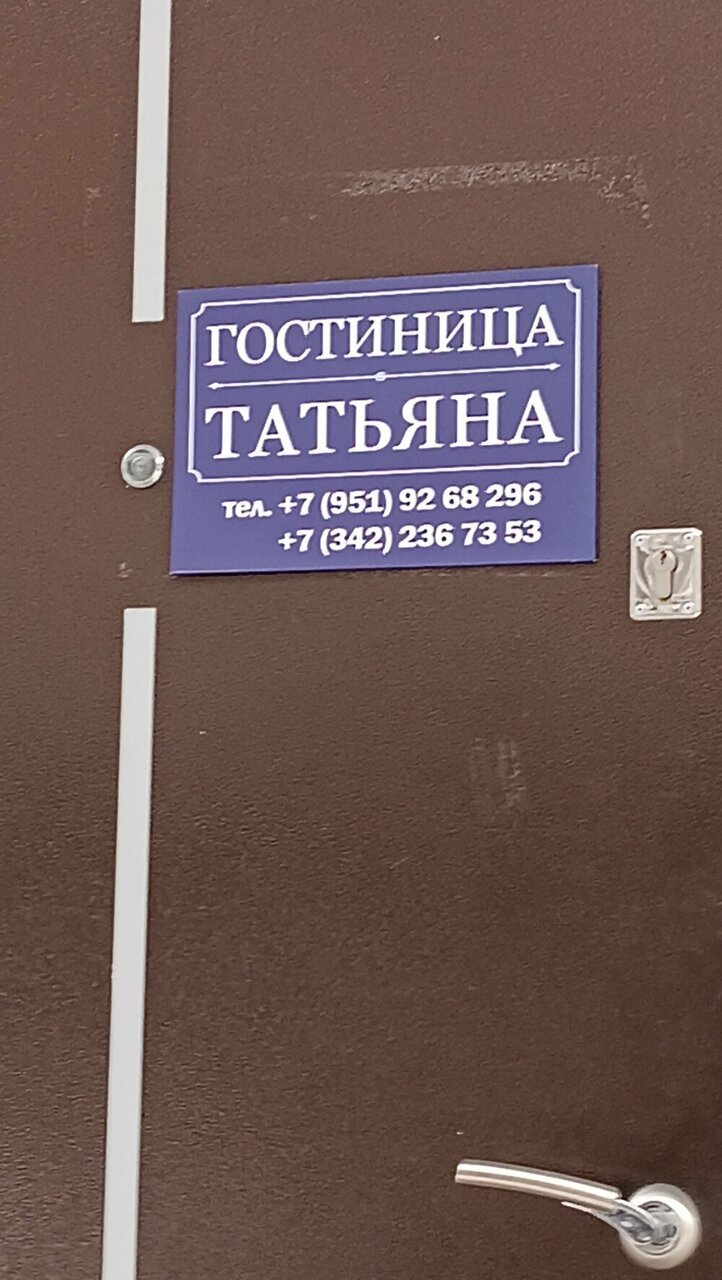 ГОСТИНИЦА
ТАТЬЯНА
тел. +7 (951) 92 68 296
+7 (342) 236 73 53